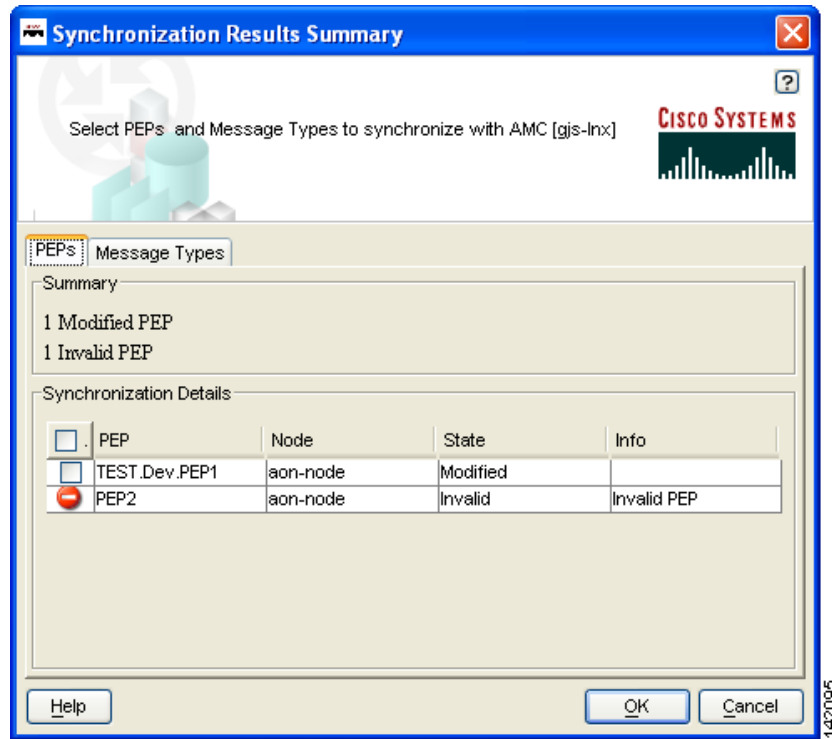 Synchronization Results Summary
?
Select PEPs and Message Types to synchronize with AMC [gjs-lnx]
CISCO SYSTEMS
PEPs
Message Types
Summary
1 Modified PEP
1 Invalid PEP
Synchronization Details
. PEP Node State Info
TEST.Dev.PEP1 aon-node Modified
PEP2 aon-node Invalid Invalid PEP
Help
OK
Cancel
142095